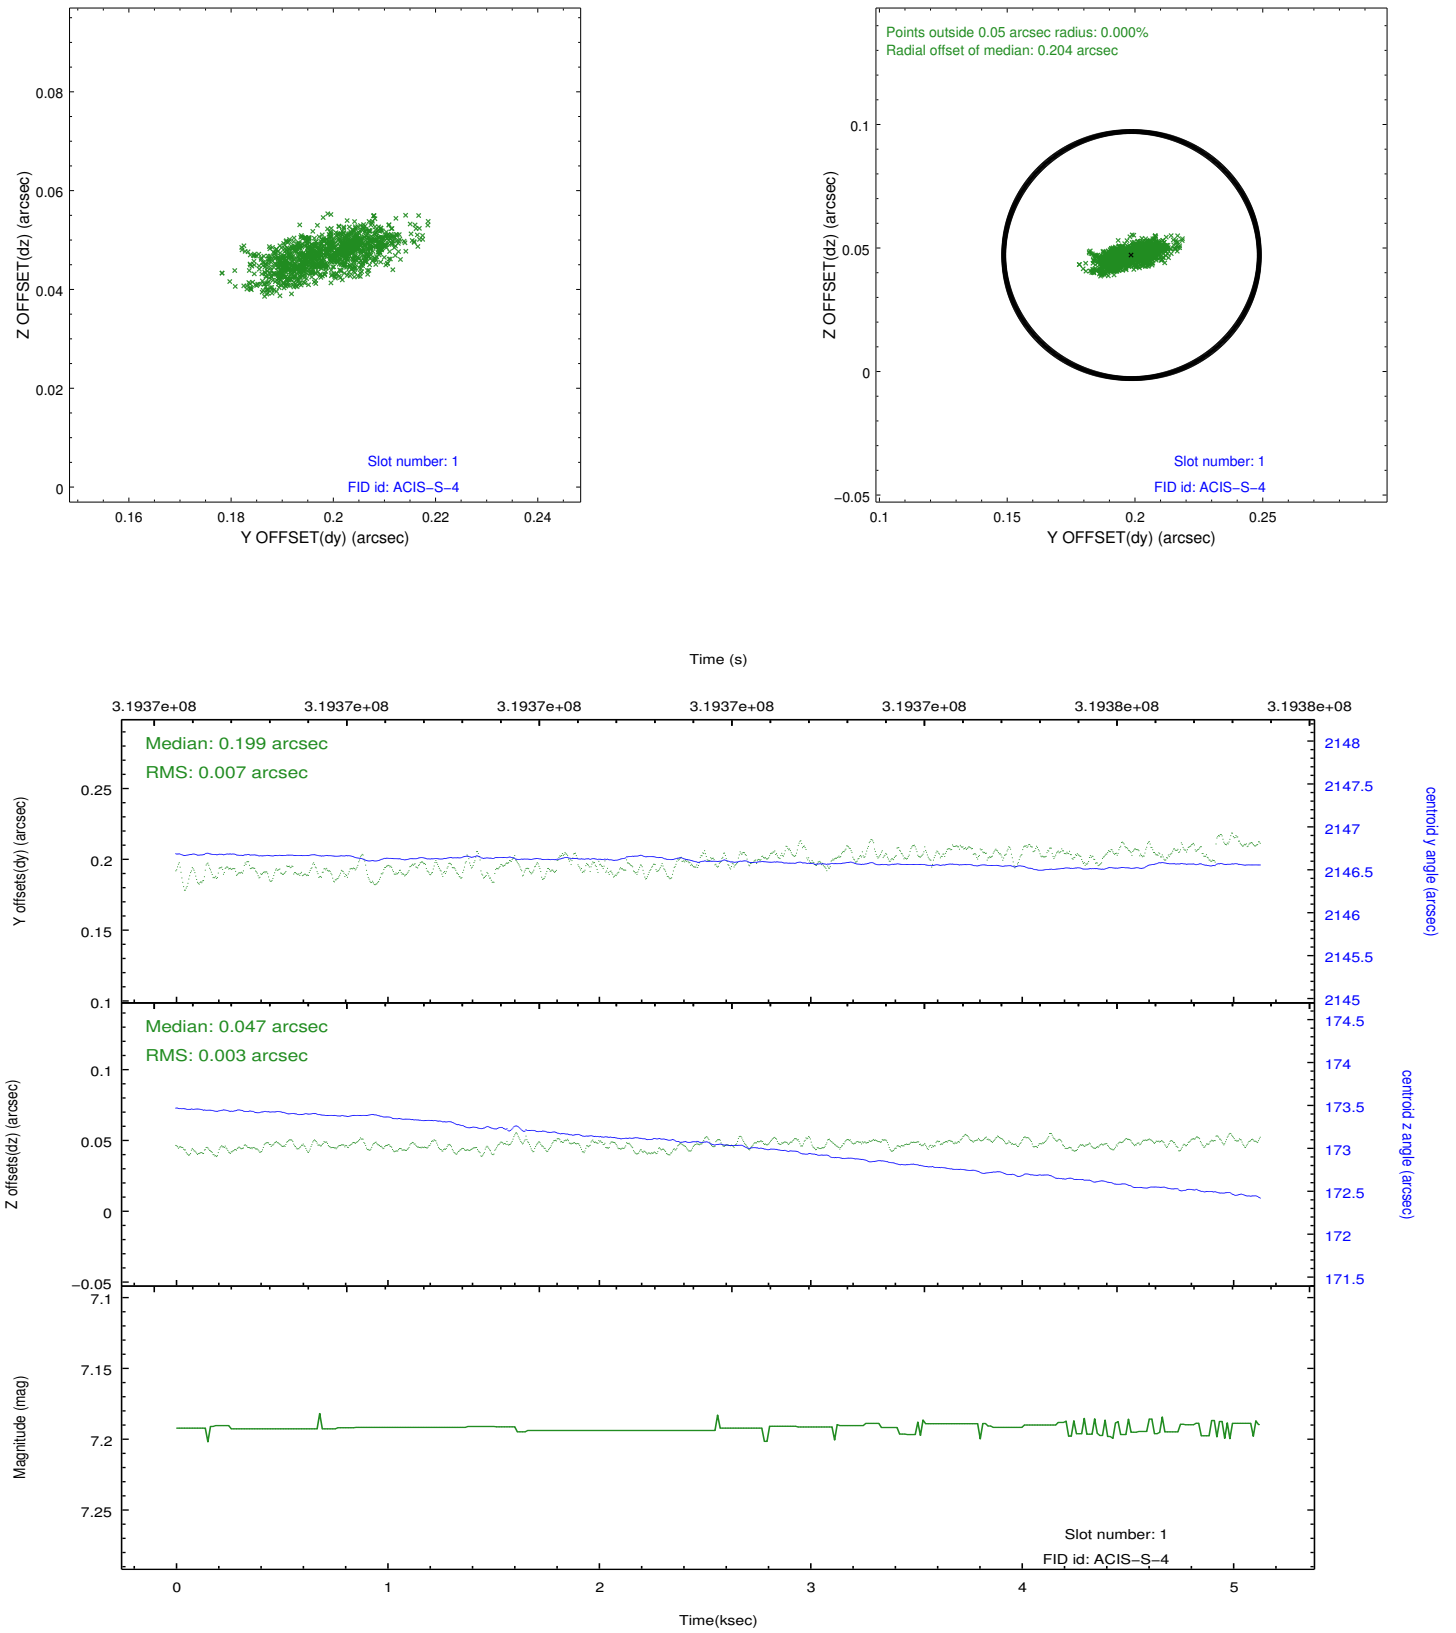 0.08
0.06
0.04
0.02
0
Z OFFSET(dz) (arcsec)
0.16 0.18 0.2 0.22 0.24
Y OFFSET(dy) (arcsec)
Slot number: 1
FID id: ACIS−S−4
Points outside 0.05 arcsec radius: 0.000%
Radial offset of median: 0.204 arcsec
0.1
0.05
0
−0.05
Z OFFSET(dz) (arcsec)
0.1 0.15 0.2 0.25
Y OFFSET(dy) (arcsec)
Slot number: 1
FID id: ACIS−S−4
Time (s)
3.1937e+08 3.1937e+08 3.1937e+08 3.1937e+08 3.1937e+08 3.1938e+08 3.1938e+08
Median: 0.199 arcsec
RMS: 0.007 arcsec
0.25
0.2
0.15
0.1
Y offsets(dy) (arcsec)
2148
2147.5
2147
2146.5
2146
2145.5
2145
centroid y angle (arcsec)
Median: 0.047 arcsec
RMS: 0.003 arcsec
0.1
0.05
0
−0.05
Z offsets(dz) (arcsec)
174.5
174
173.5
173
172.5
172
171.5
centroid z angle (arcsec)
7.1
7.15
7.2
7.25
Magnitude (mag)
Slot number: 1
FID id: ACIS−S−4
0 1 2 3 4 5
Time(ksec)